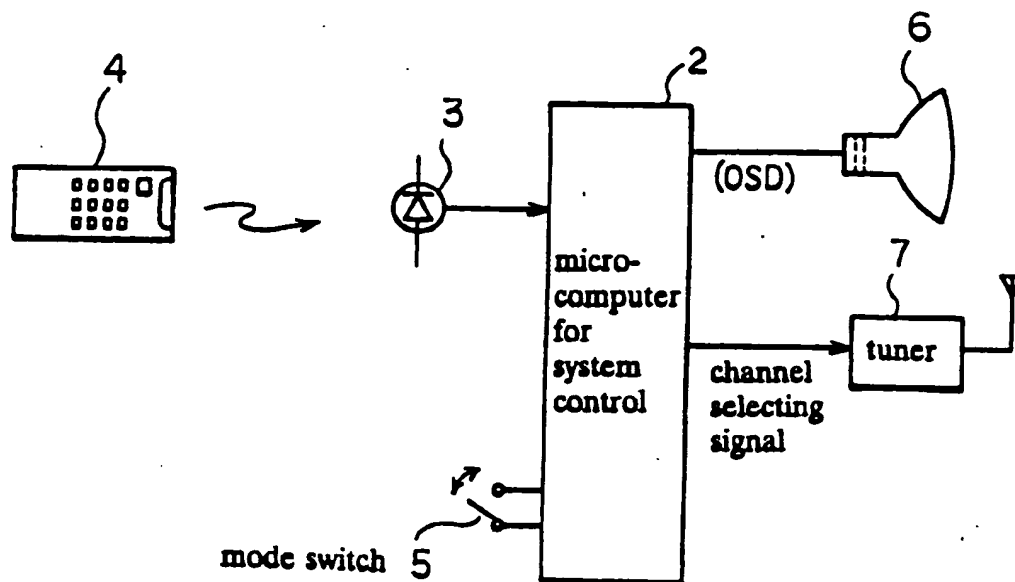 4
3
2
6
(OSD)
micro-
computer
for
system
control
7
tuner
channel
selecting
signal
mode switch 5